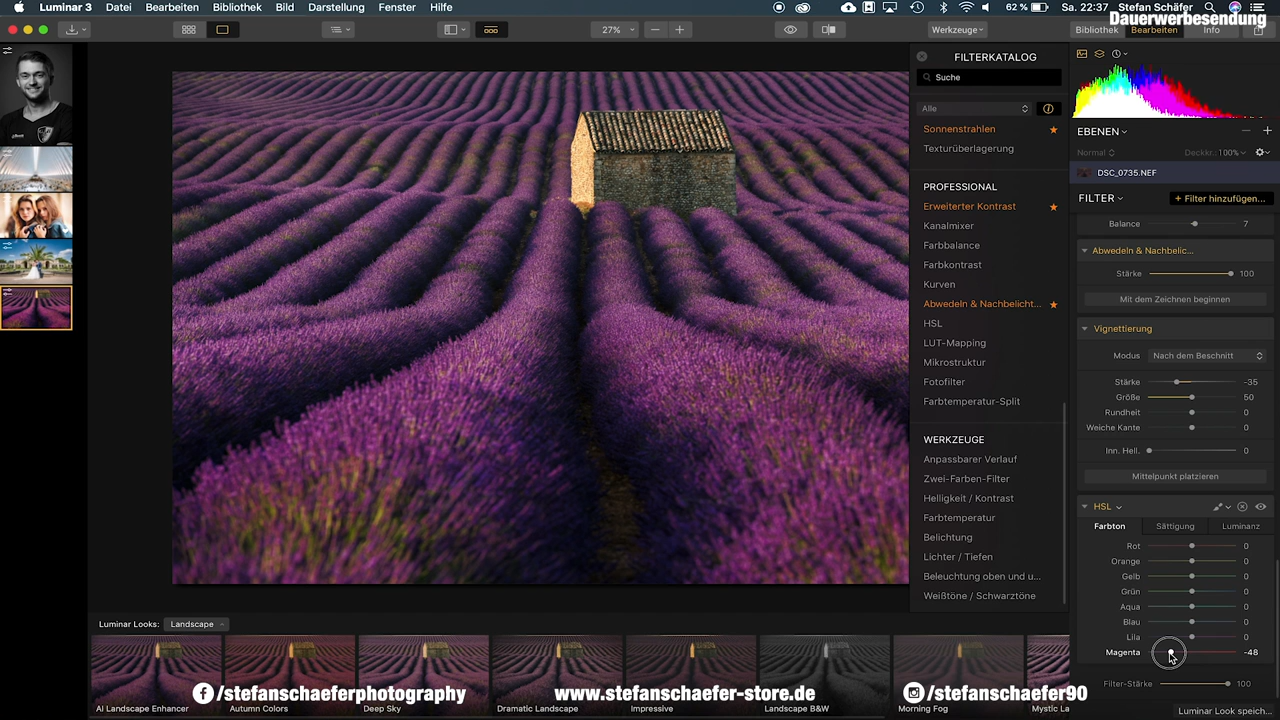 Luminar 3 Datei Bearbeiten Bibliothek Bild Darstellung Fenster Hilfe 62 % Sa. 22:37 Stefan Schäfer
Dauerwerbesendung
27% Werkzeuge Bibliothek Bearbeiten Info
FILTERKATALOG
Suche
Alle
Sonnenstrahlen
Texturüberlagerung
PROFESSIONAL
Erweiterter Kontrast
Kanalmixer
Farbbalance
Farbkontrast
Kurven
Abwedeln & Nachbelicht...
HSL
LUT-Mapping
Mikrostruktur
Fotofilter
Farbtemperatur-Split
WERKZEUGE
Anpassbarer Verlauf
Zwei-Farben-Filter
Helligkeit / Kontrast
Farbtemperatur
Belichtung
Lichter / Tiefen
Beleuchtung oben und u...
Weißtöne / Schwarztöne
EBENEN
Normal Deckkr.: 100%
DSC_0735.NEF
FILTER + Filter hinzufügen...
Balance 7
Abwedeln & Nachbelic...
Stärke 100
Mit dem Zeichnen beginnen
Vignettierung
Modus Nach dem Beschnitt
Stärke -35
Größe 50
Rundheit 0
Weiche Kante 0
Inn. Hell. 0
Mittelpunkt platzieren
HSL
Farbton Sättigung Luminanz
Rot 0
Orange 0
Gelb 0
Grün 0
Aqua 0
Blau 0
Lila 0
Magenta -48
Filter-Stärke 100
Luminar Look speich...
Luminar Looks: Landscape
AI Landscape Enhancer Autumn Colors Deep Sky Dramatic Landscape Impressive Landscape B&W Morning Fog Mystic La
/stefanschaeferphotography www.stefanschaefer-store.de /stefanschaefer90